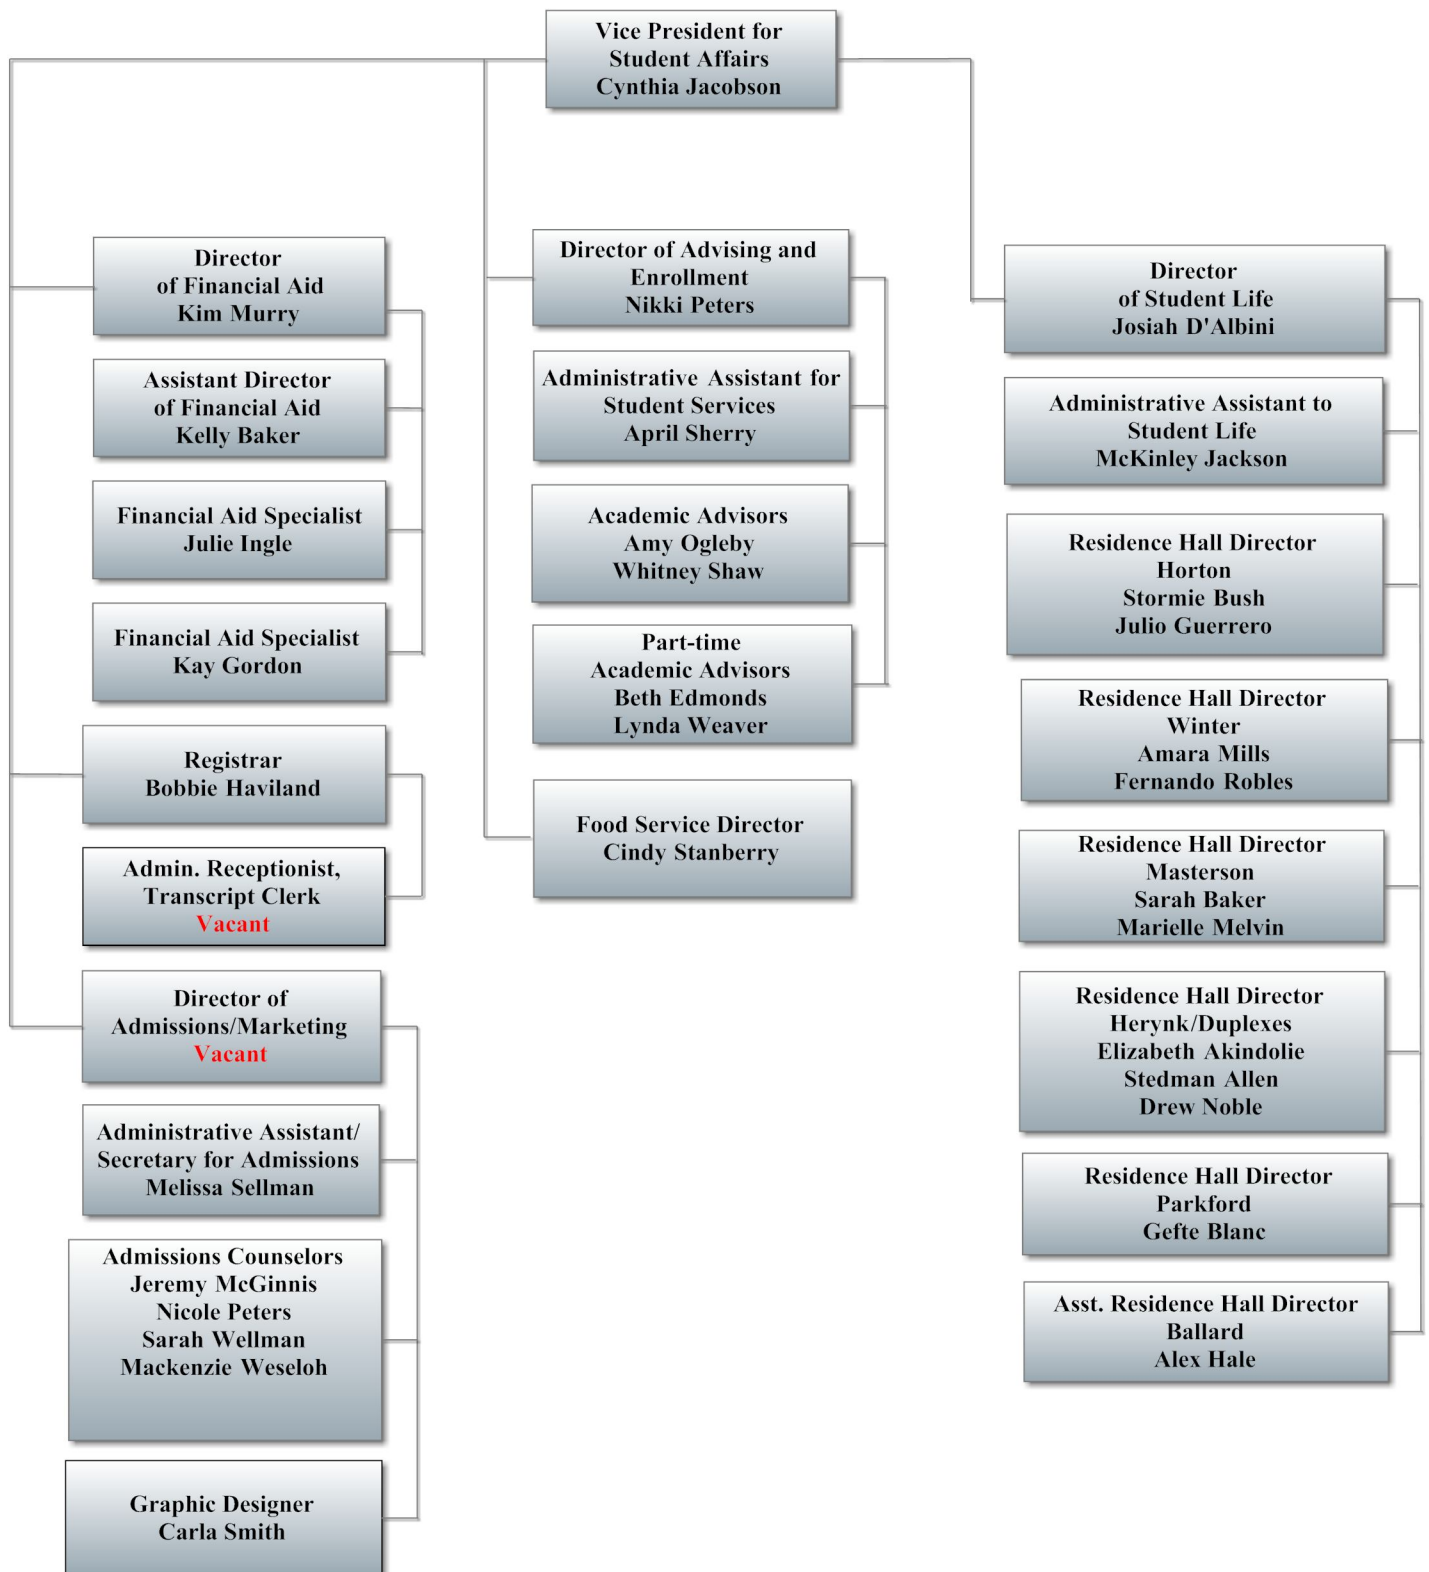 Vice President for
Student Affairs
Cynthia Jacobson
Director
of Financial Aid
Kim Murry
Assistant Director
of Financial Aid
Kelly Baker
Financial Aid Specialist
Julie Ingle
Financial Aid Specialist
Kay Gordon
Registrar
Bobbie Haviland
Admin. Receptionist,
Transcript Clerk
Vacant
Director of
Admissions/Marketing
Vacant
Administrative Assistant/
Secretary for Admissions
Melissa Sellman
Admissions Counselors
Jeremy McGinnis
Nicole Peters
Sarah Wellman
Mackenzie Weseloh
Graphic Designer
Carla Smith
Director of Advising and
Enrollment
Nikki Peters
Administrative Assistant for
Student Services
April Sherry
Academic Advisors
Amy Ogleby
Whitney Shaw
Part-time
Academic Advisors
Beth Edmonds
Lynda Weaver
Food Service Director
Cindy Stanberry
Director
of Student Life
Josiah D'Albini
Administrative Assistant to
Student Life
McKinley Jackson
Residence Hall Director
Horton
Stormie Bush
Julio Guerrero
Residence Hall Director
Winter
Amara Mills
Fernando Robles
Residence Hall Director
Masterson
Sarah Baker
Marielle Melvin
Residence Hall Director
Herynk/Duplexes
Elizabeth Akindolie
Stedman Allen
Drew Noble
Residence Hall Director
Parkford
Gefte Blanc
Asst. Residence Hall Director
Ballard
Alex Hale